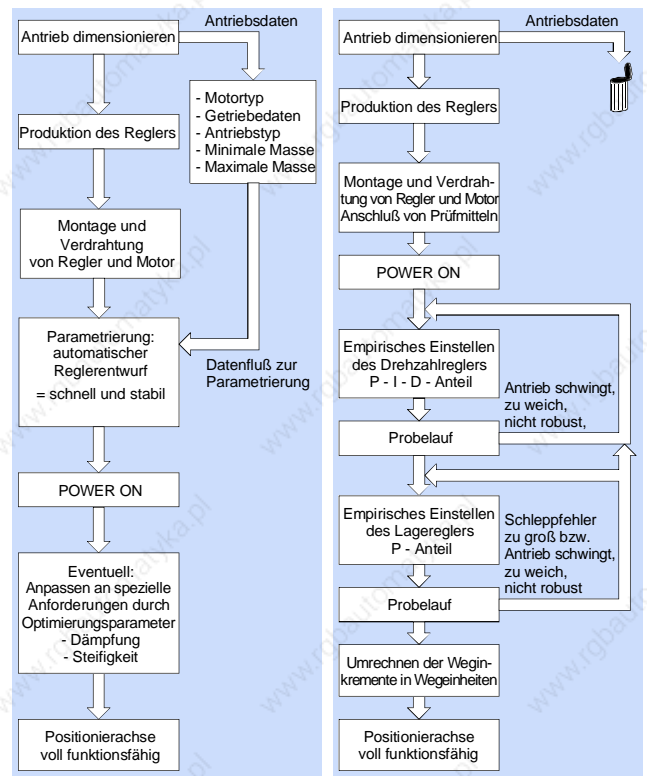 Antriebsdaten
Antrieb dimensionieren
- Motortyp
- Getriebedaten
- Antriebstyp
- Minimale Masse
- Maximale Masse
Produktion des Reglers
Montage und
Verdrahtung
von Regler und Motor
Parametrierung:
automatischer
Reglerentwurf
= schnell und stabil
Datenfluß zur
Parametrierung
POWER ON
Eventuell:
Anpassen an spezielle
Anforderungen durch
Optimierungsparameter
- Dämpfung
- Steifigkeit
Positionierachse
voll funktionsfähig
Antriebsdaten
Antrieb dimensionieren
Produktion des Reglers
Montage und Verdrah-
tung von Regler und Motor
Anschluß von Prüfmitteln
POWER ON
Empirisches Einstellen
des Drehzahlreglers
P - I - D - Anteil
Antrieb schwingt,
zu weich,
nicht robust,
Probelauf
Empirisches Einstellen
des Lagereglers
P - Anteil
Schleppfehler
zu groß bzw.
Antrieb schwingt,
zu weich,
nicht robust
Probelauf
Umrechnen der Wegin-
kremente in Wegeinheiten
Positionierachse
voll funktionsfähig
www.rgbautomatyka.pl